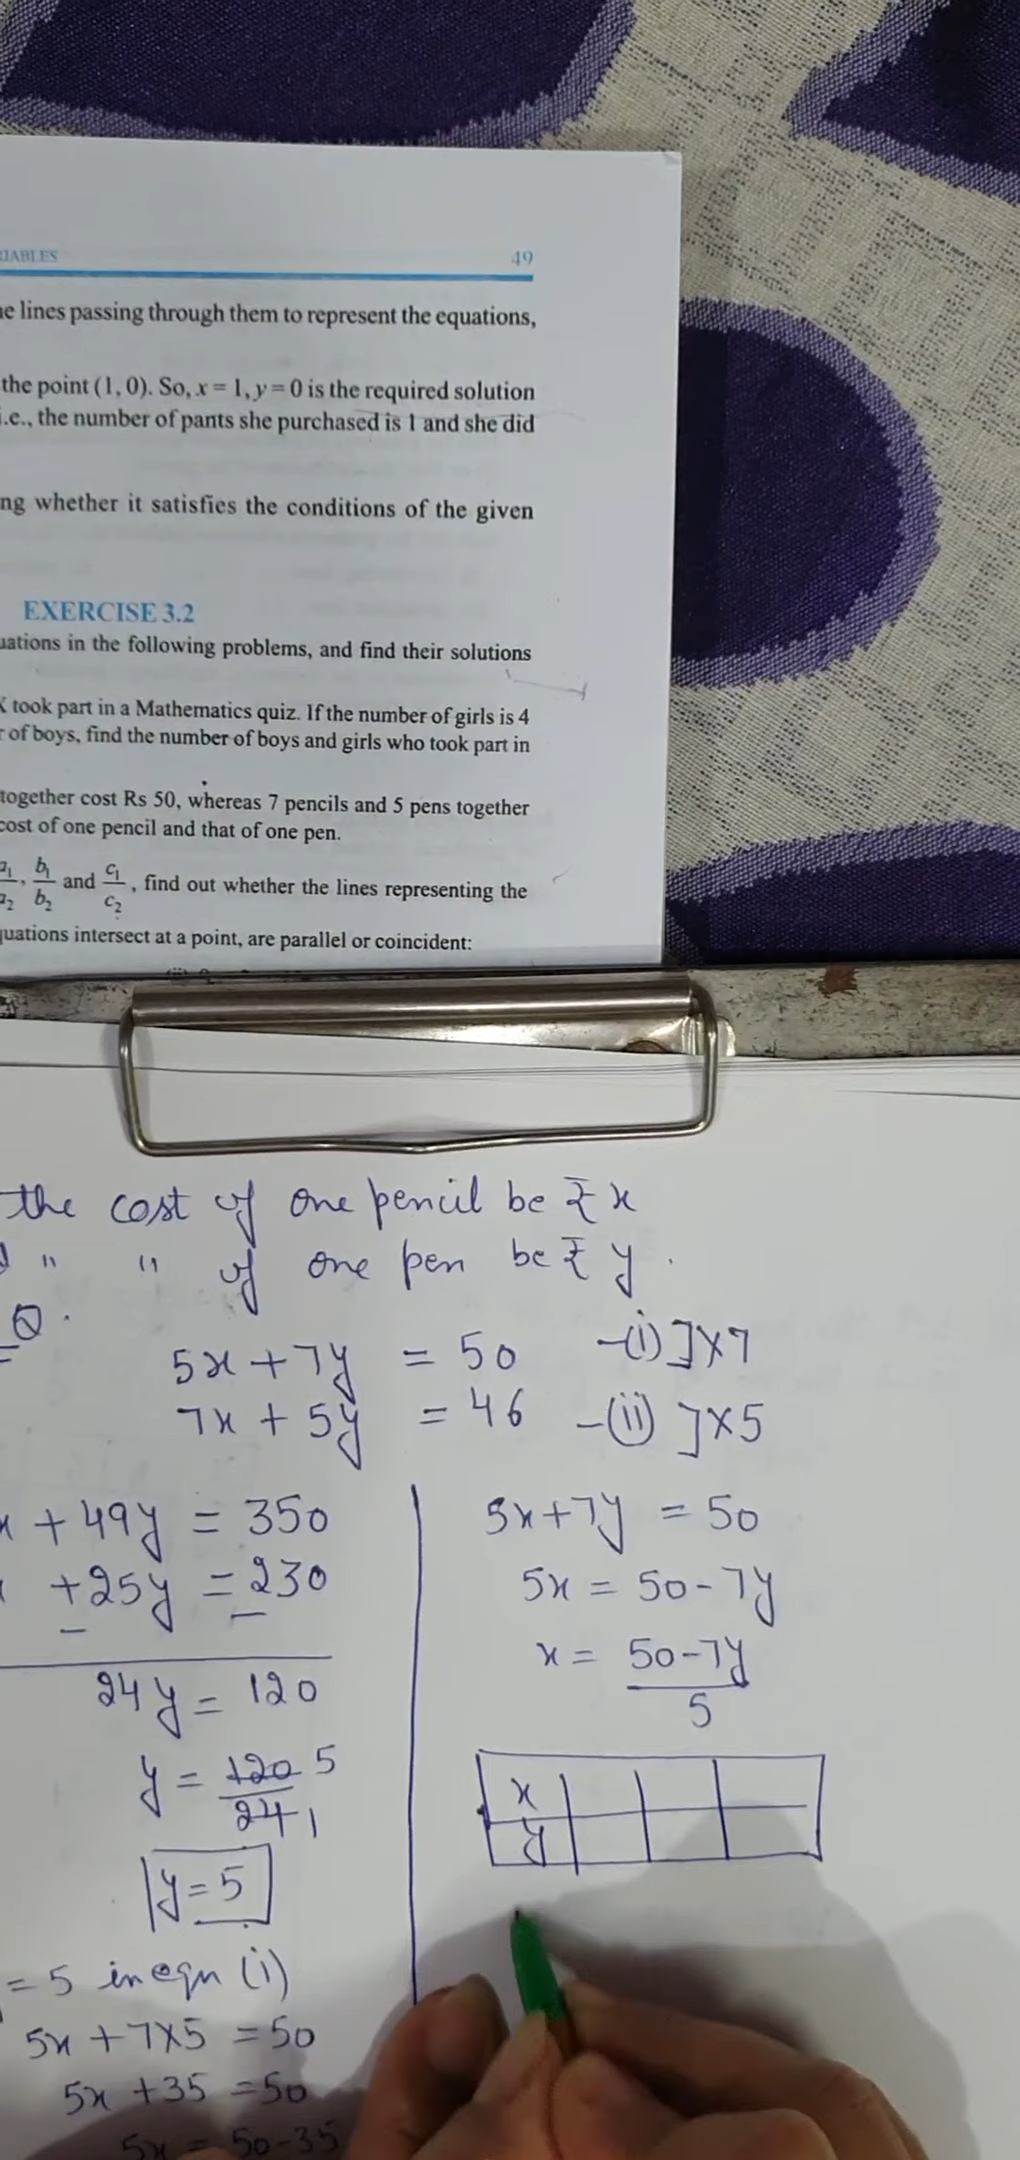 IABLES 49
lines passing through them to represent the equations,
the point (1, 0). So, x = 1, y = 0 is the required solution
i.e., the number of pants she purchased is 1 and she did
whether it satisfies the conditions of the given
EXERCISE 3.2
in the following problems, and find their solutions
took part in a Mathematics quiz. If the number of girls is 4
of boys, find the number of boys and girls who took part in
together cost Rs 50, whereas 7 pencils and 5 pens together
cost of one pencil and that of one pen.
a₁/a₂, b₁/b₂ and c₁/c₂, find out whether the lines representing the
intersect at a point, are parallel or coincident:
the cost of one pencil be ₹ x
" " of one pen be ₹ y.
Q.
5x + 7y = 50 -(i) ]×7
7x + 5y = 46 -(ii) ]×5
x + 49y = 350
+25y = 230
24y = 120
y = 120/24 5/1
y = 5
= 5 in eqn (i)
5x + 7×5 = 50
5x + 35 = 50
5x = 50-35
5x+7y = 50
5x = 50-7y
x = 50-7y/5
x
y